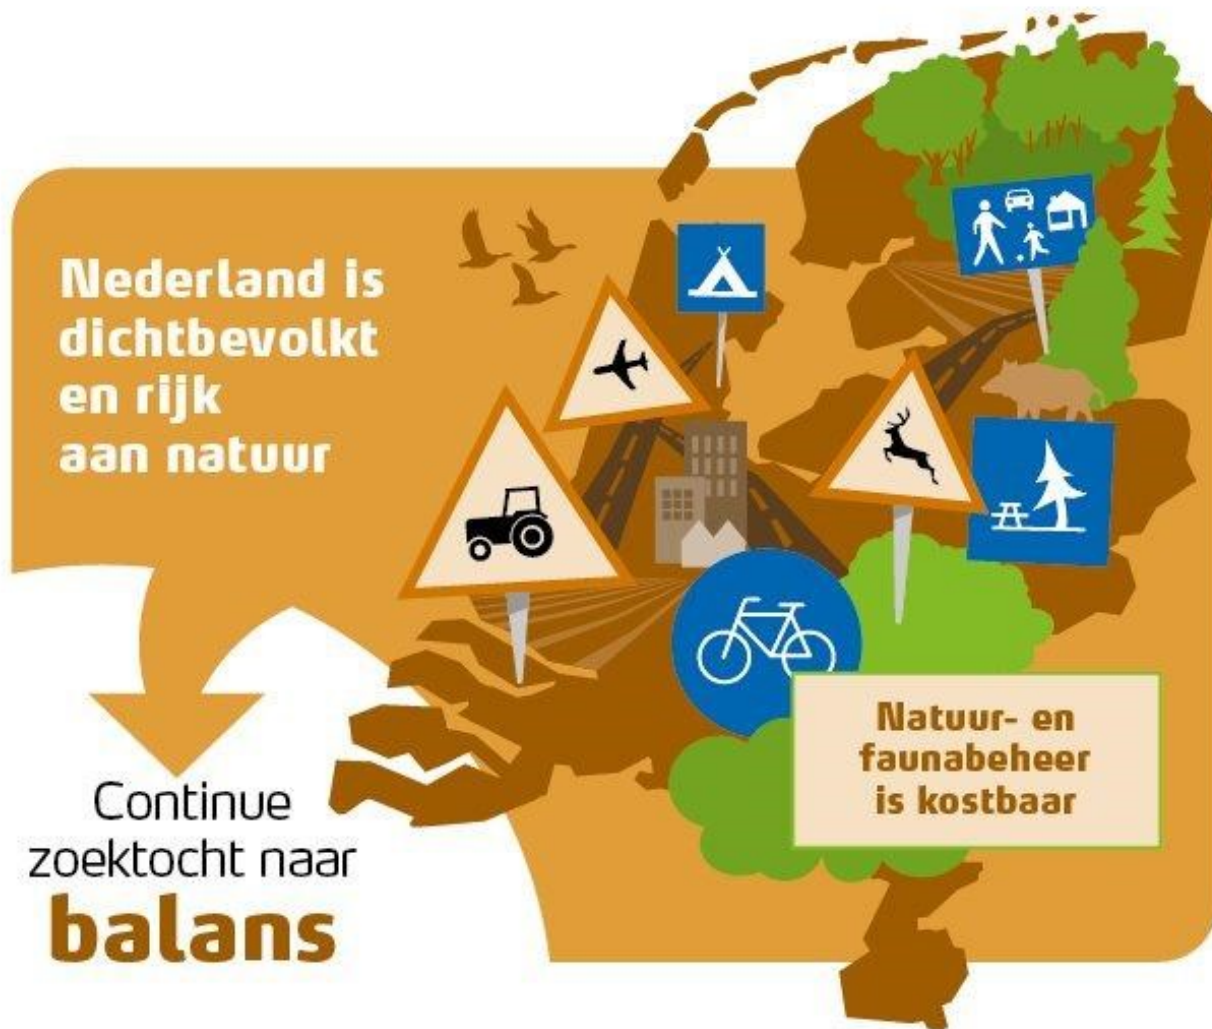 Nederland is
dichtbevolkt
en rijk
aan natuur
Continue
zoektocht naar
balans
Natuur- en
faunabeheer
is kostbaar